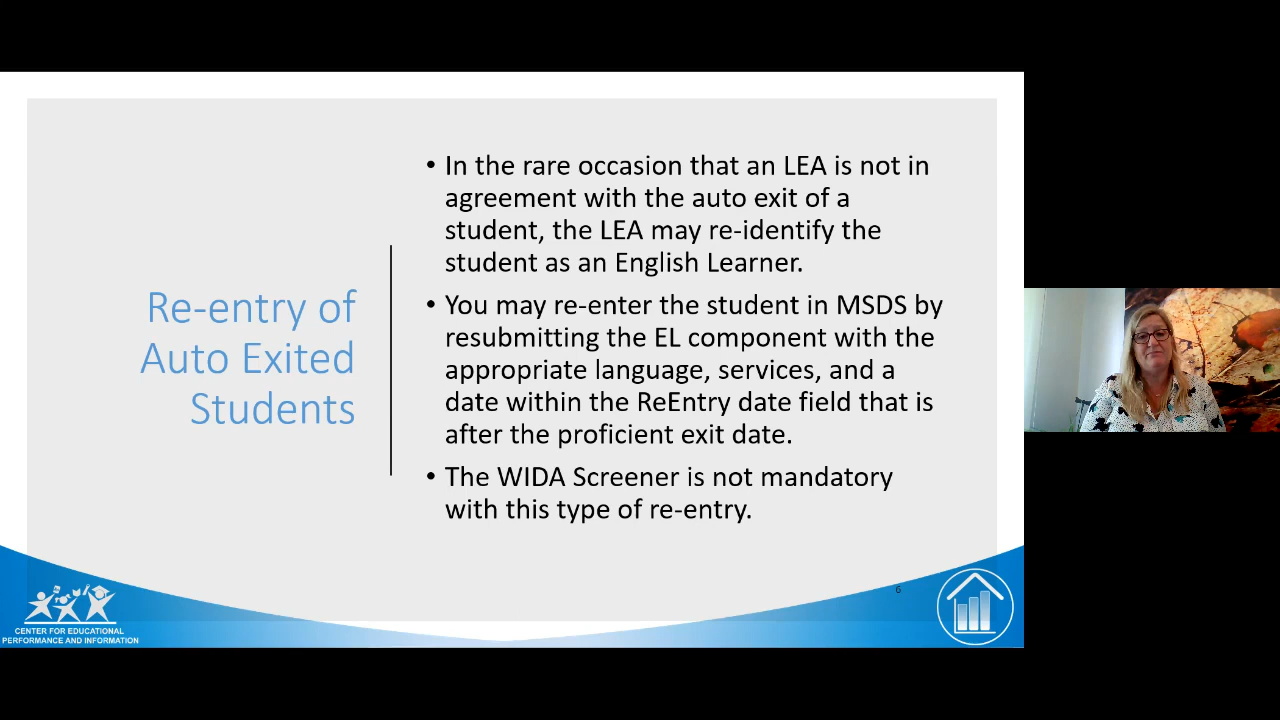 Re-entry of
Auto Exited
Students
• In the rare occasion that an LEA is not in
agreement with the auto exit of a
student, the LEA may re-identify the
student as an English Learner.
• You may re-enter the student in MSDS by
resubmitting the EL component with the
appropriate language, services, and a
date within the ReEntry date field that is
after the proficient exit date.
• The WIDA Screener is not mandatory
with this type of re-entry.
6
CENTER FOR EDUCATIONAL
PERFORMANCE AND INFORMATION